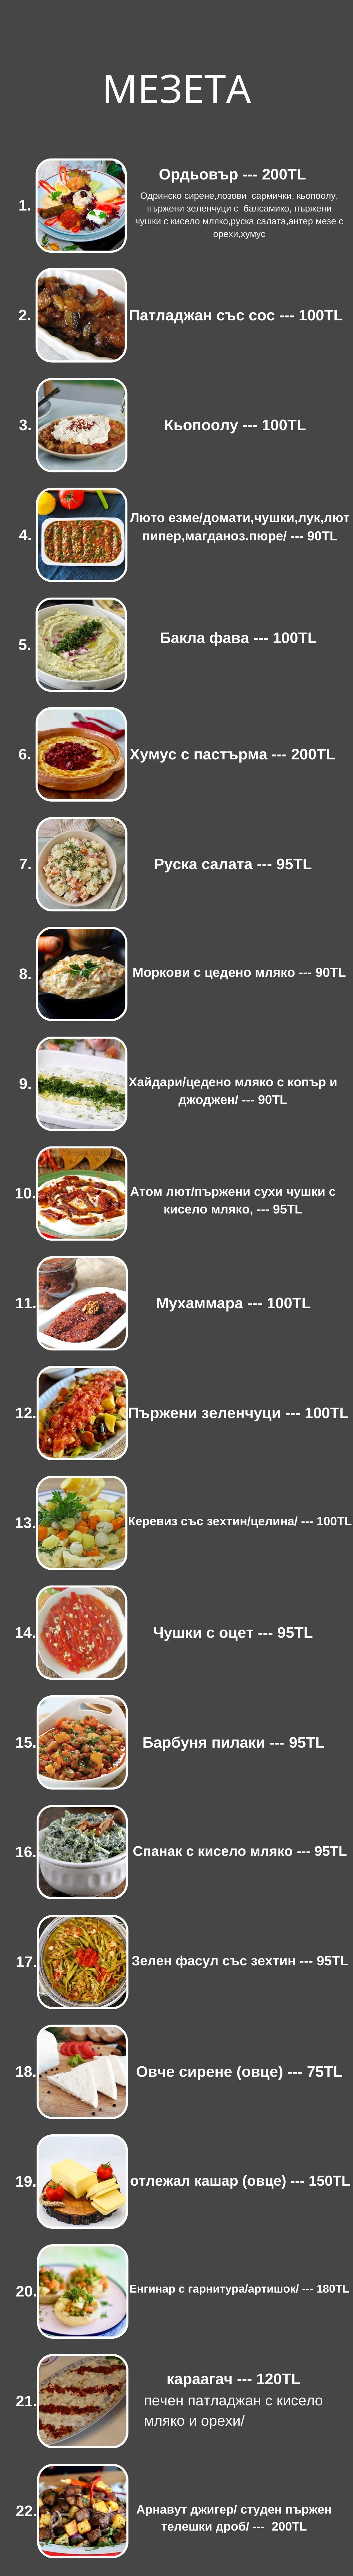 МЕЗЕТА
1.
Ордьовър --- 200TL
Одринско сирене,лозови сармички, кьопоолу,
пържени зеленчуци с балсамико, пържени
чушки с кисело мляко,руска салата,антер мезе с
орехи,хумус
2.
Патладжан със сос --- 100TL
3.
Кьопоолу --- 100TL
4.
Люто езме/домати,чушки,лук,лют
пипер,магданоз.пюре/ --- 90TL
5.
Бакла фава --- 100TL
6.
Хумус с пастърма --- 200TL
7.
Руска салата --- 95TL
8.
Моркови с цедено мляко --- 90TL
9.
Хайдари/цедено мляко с копър и
джоджен/ --- 90TL
10.
Атом лют/пържени сухи чушки с
кисело мляко, --- 95TL
11.
Мухаммара --- 100TL
12.
Пържени зеленчуци --- 100TL
13.
Керевиз със зехтин/целина/ --- 100TL
14.
Чушки с оцет --- 95TL
15.
Барбуня пилаки --- 95TL
16.
Спанак с кисело мляко --- 95TL
17.
Зелен фасул със зехтин --- 95TL
18.
Овче сирене (овце) --- 75TL
19.
отлежал кашар (овце) --- 150TL
20.
Енгинар с гарнитура/артишок/ --- 180TL
21.
караагач --- 120TL
печен патладжан с кисело
мляко и орехи/
22.
Арнавут джигер/ студен пържен
телешки дроб/ --- 200TL